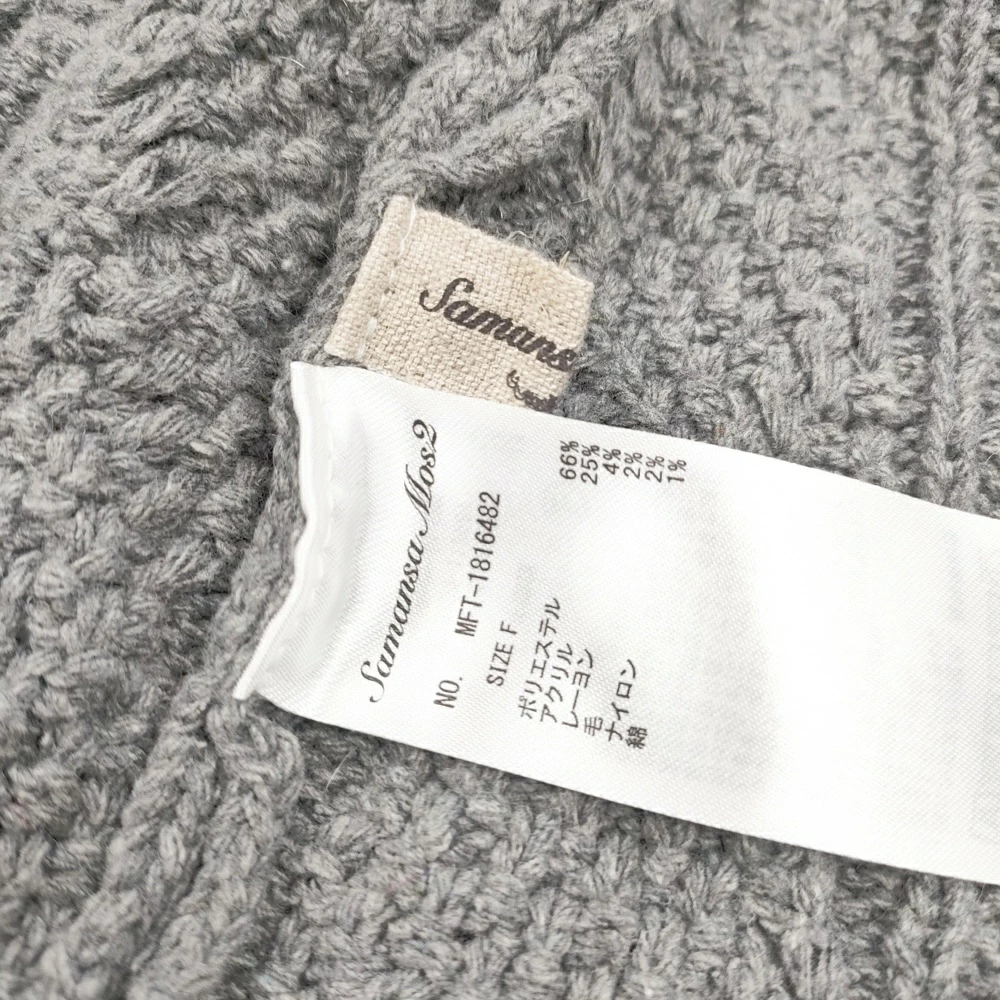 Samansa
Samansa Mos2
NO. MFT-1816482
SIZE F
ポリエステル 66%
アクリル 25%
レーヨン 4%
毛 2%
ナイロン 2%
綿 1%